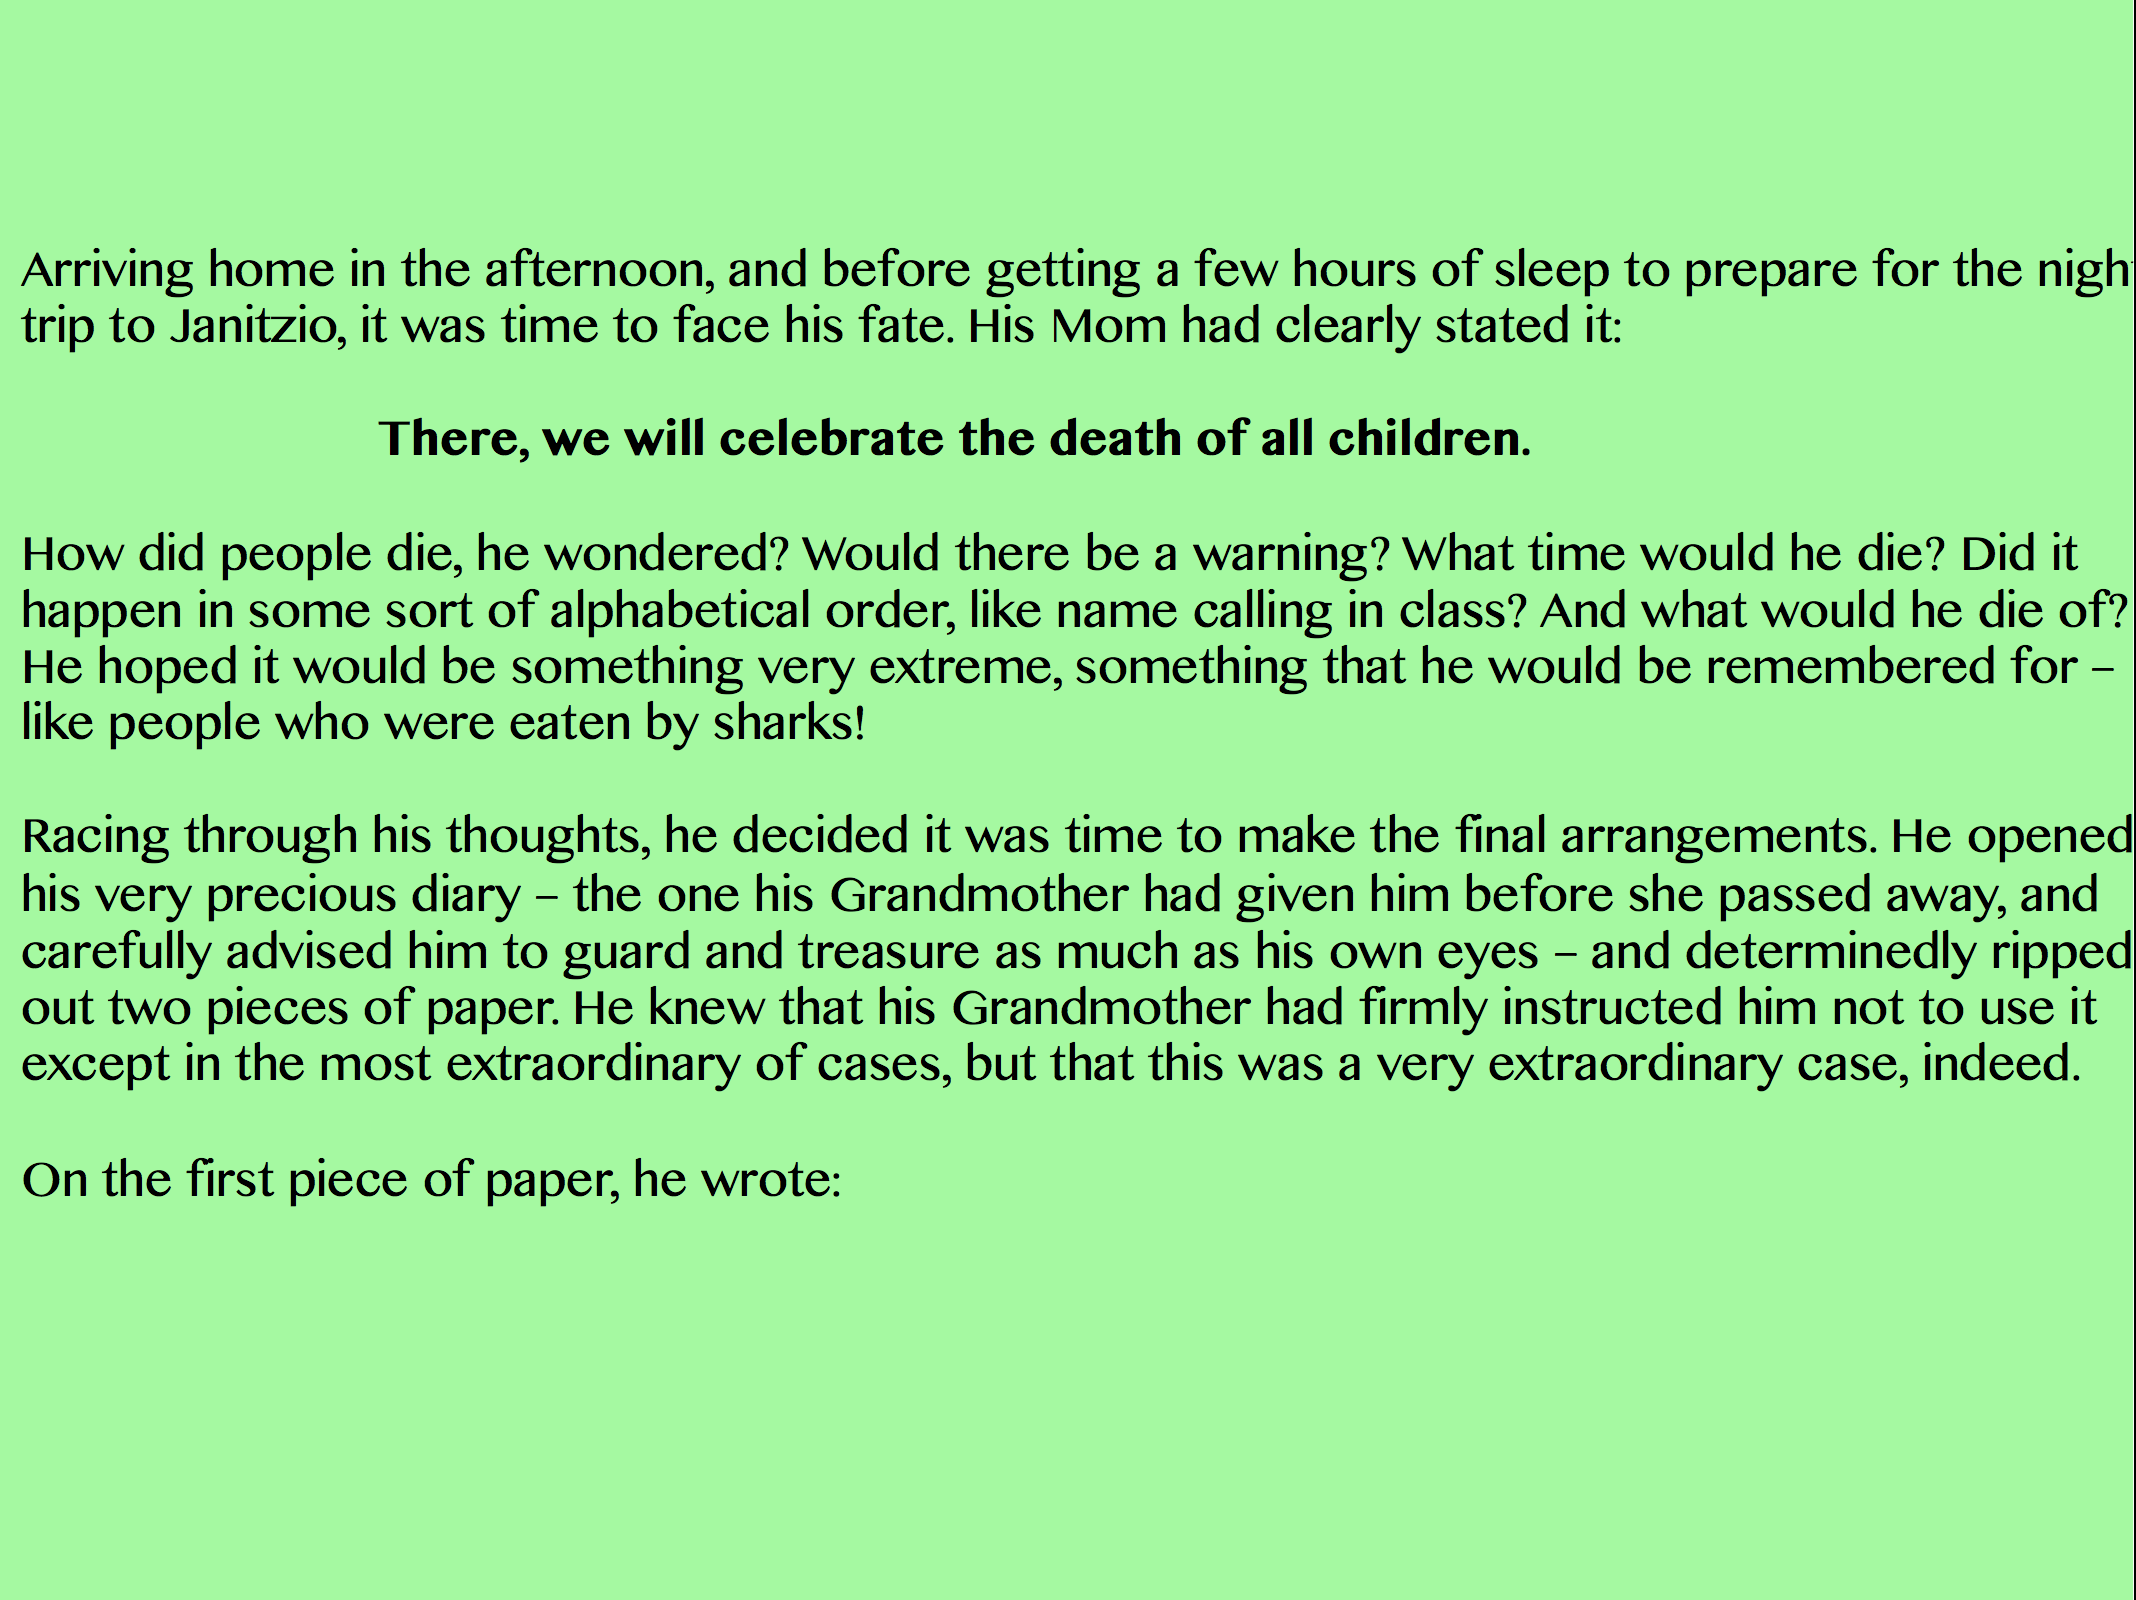 Arriving home in the afternoon, and before getting a few hours of sleep to prepare for the nigh
trip to Janitzio, it was time to face his fate. His Mom had clearly stated it:
There, we will celebrate the death of all children.
How did people die, he wondered? Would there be a warning? What time would he die? Did it
happen in some sort of alphabetical order, like name calling in class? And what would he die of?
He hoped it would be something very extreme, something that he would be remembered for –
like people who were eaten by sharks!
Racing through his thoughts, he decided it was time to make the final arrangements. He opened
his very precious diary – the one his Grandmother had given him before she passed away, and
carefully advised him to guard and treasure as much as his own eyes – and determinedly ripped
out two pieces of paper. He knew that his Grandmother had firmly instructed him not to use it
except in the most extraordinary of cases, but that this was a very extraordinary case, indeed.
On the first piece of paper, he wrote: